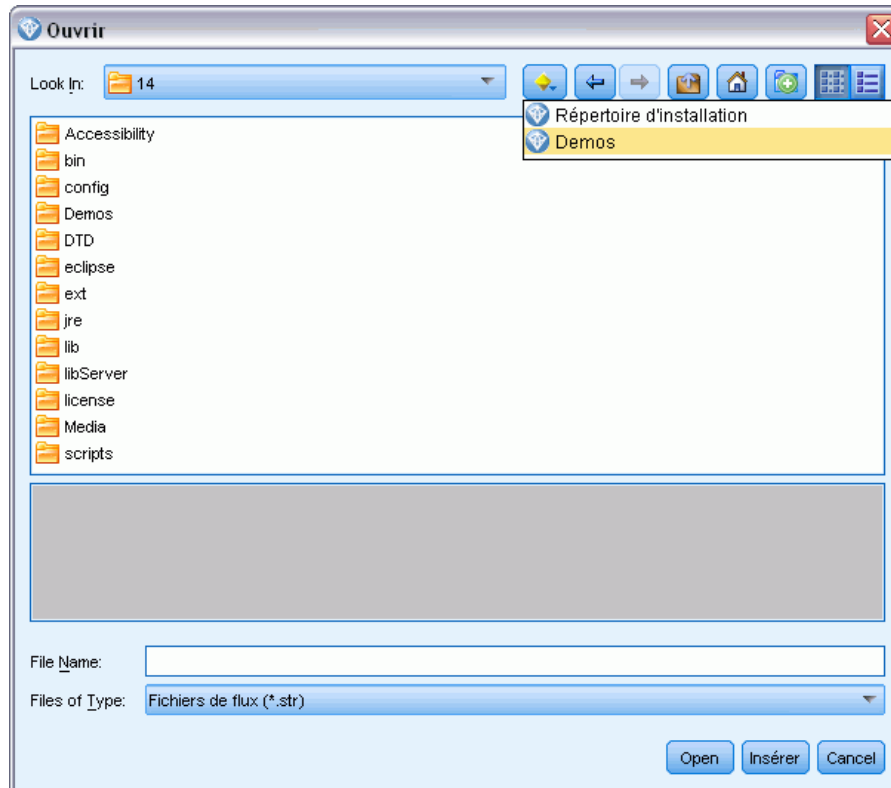 Ouvrir
Look In: 14
Répertoire d'installation
Demos
Accessibility
bin
config
Demos
DTD
eclipse
ext
jre
lib
libServer
license
Media
scripts
File Name:
Files of Type: Fichiers de flux (*.str)
Open Insérer Cancel